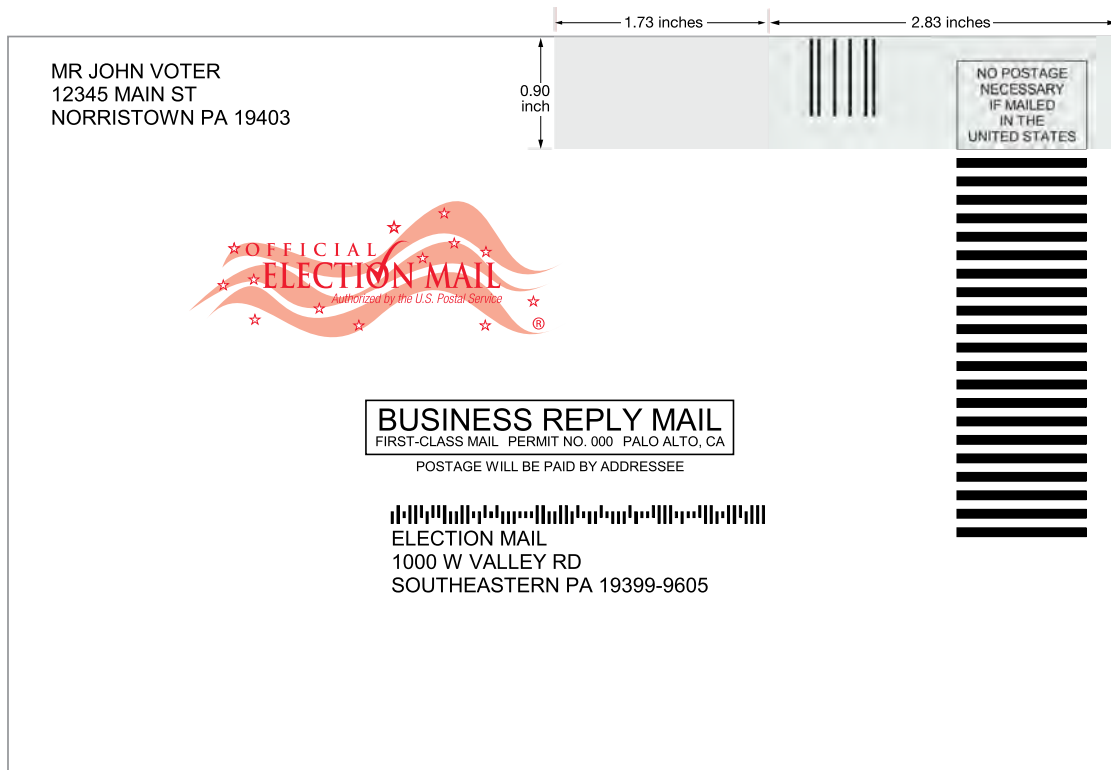 1.73 inches
2.83 inches
0.90
inch
MR JOHN VOTER
12345 MAIN ST
NORRISTOWN PA 19403
NO POSTAGE
NECESSARY
IF MAILED
IN THE
UNITED STATES
OFFICIAL
ELECTION MAIL
Authorized by the U.S. Postal Service
®
BUSINESS REPLY MAIL
FIRST-CLASS MAIL PERMIT NO. 000 PALO ALTO, CA
POSTAGE WILL BE PAID BY ADDRESSEE
ELECTION MAIL
1000 W VALLEY RD
SOUTHEASTERN PA 19399-9605